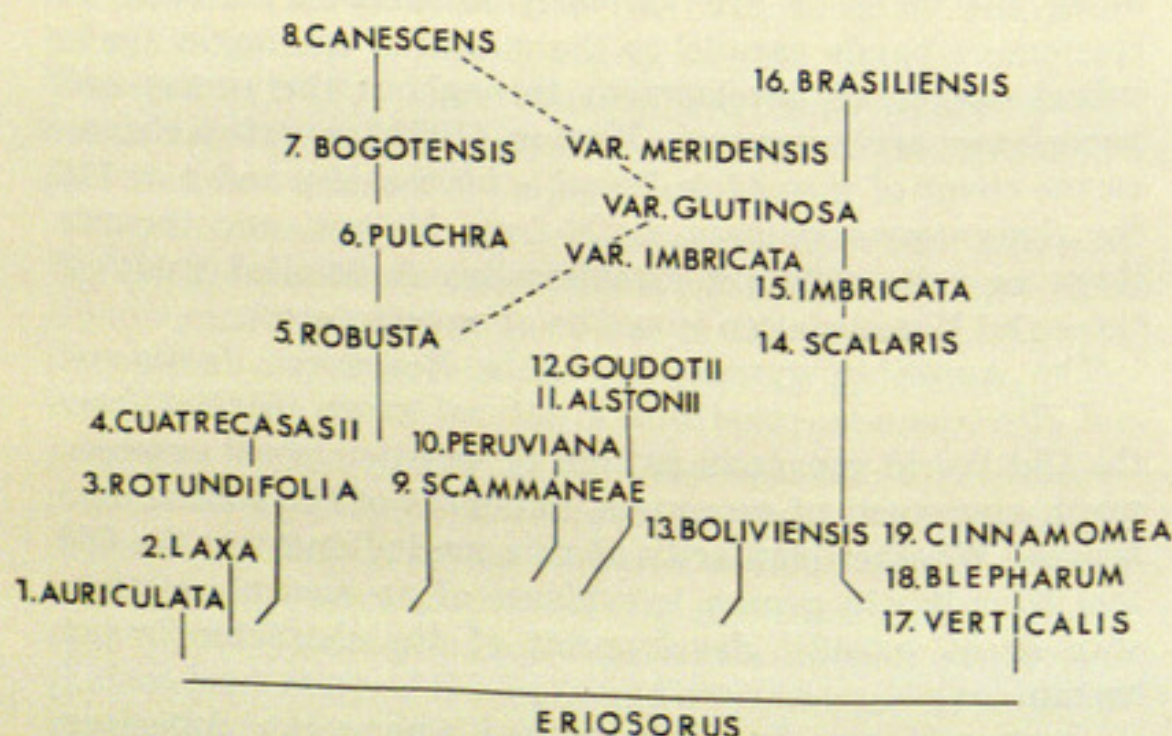 8. CANESCENS
16. BRASILIENSIS
7. BOGOTENSIS
VAR. MERIDENSIS
VAR. GLUTINOSA
6. PULCHRA
VAR. IMBRICATA
15. IMBRICATA
5. ROBUSTA
14. SCALARIS
12. GOUDOTII
11. ALSTONII
4. CUATRECASASII
10. PERUVIANA
3. ROTUNDIFOLIA
9. SCAMMANEAE
13. BOLIVIENSIS
19. CINNAMOMEA
2. LAXA
18. BLEPHARUM
1. AURICULATA
17. VERTICALIS
ERIOSORUS